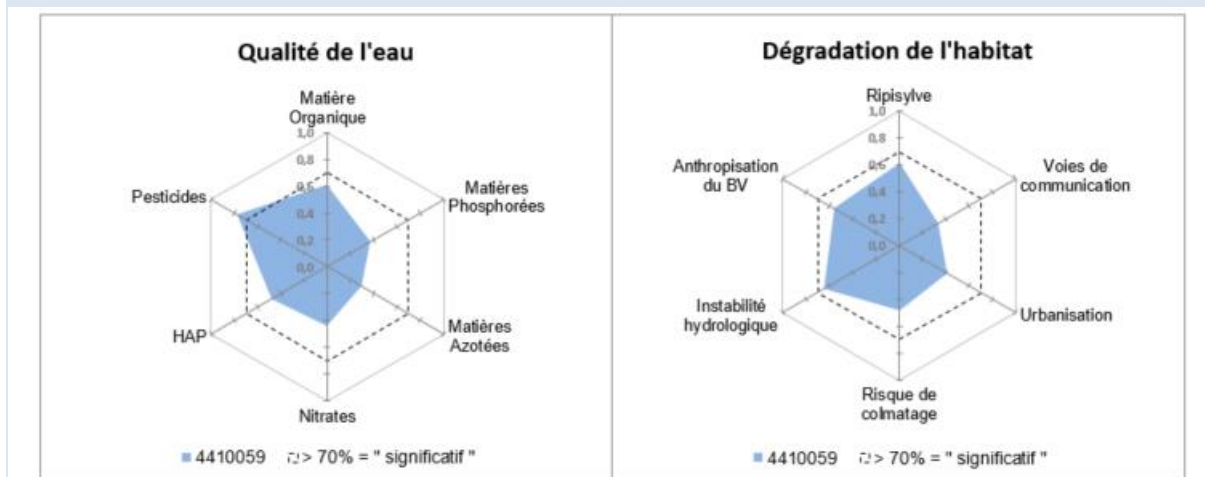 Qualité de l'eau
Matière
Organique
1,0
0,8
0,6
0,4
0,2
0,0
Matières
Phosphorées
Matières
Azotées
Nitrates
HAP
Pesticides
4410059 > 70% = " significatif "
Dégradation de l'habitat
Ripisylve
1,0
0,8
0,6
0,4
0,2
0,0
Voies de
communication
Urbanisation
Risque de
colmatage
Instabilité
hydrologique
Anthropisation
du BV
4410059 > 70% = " significatif "